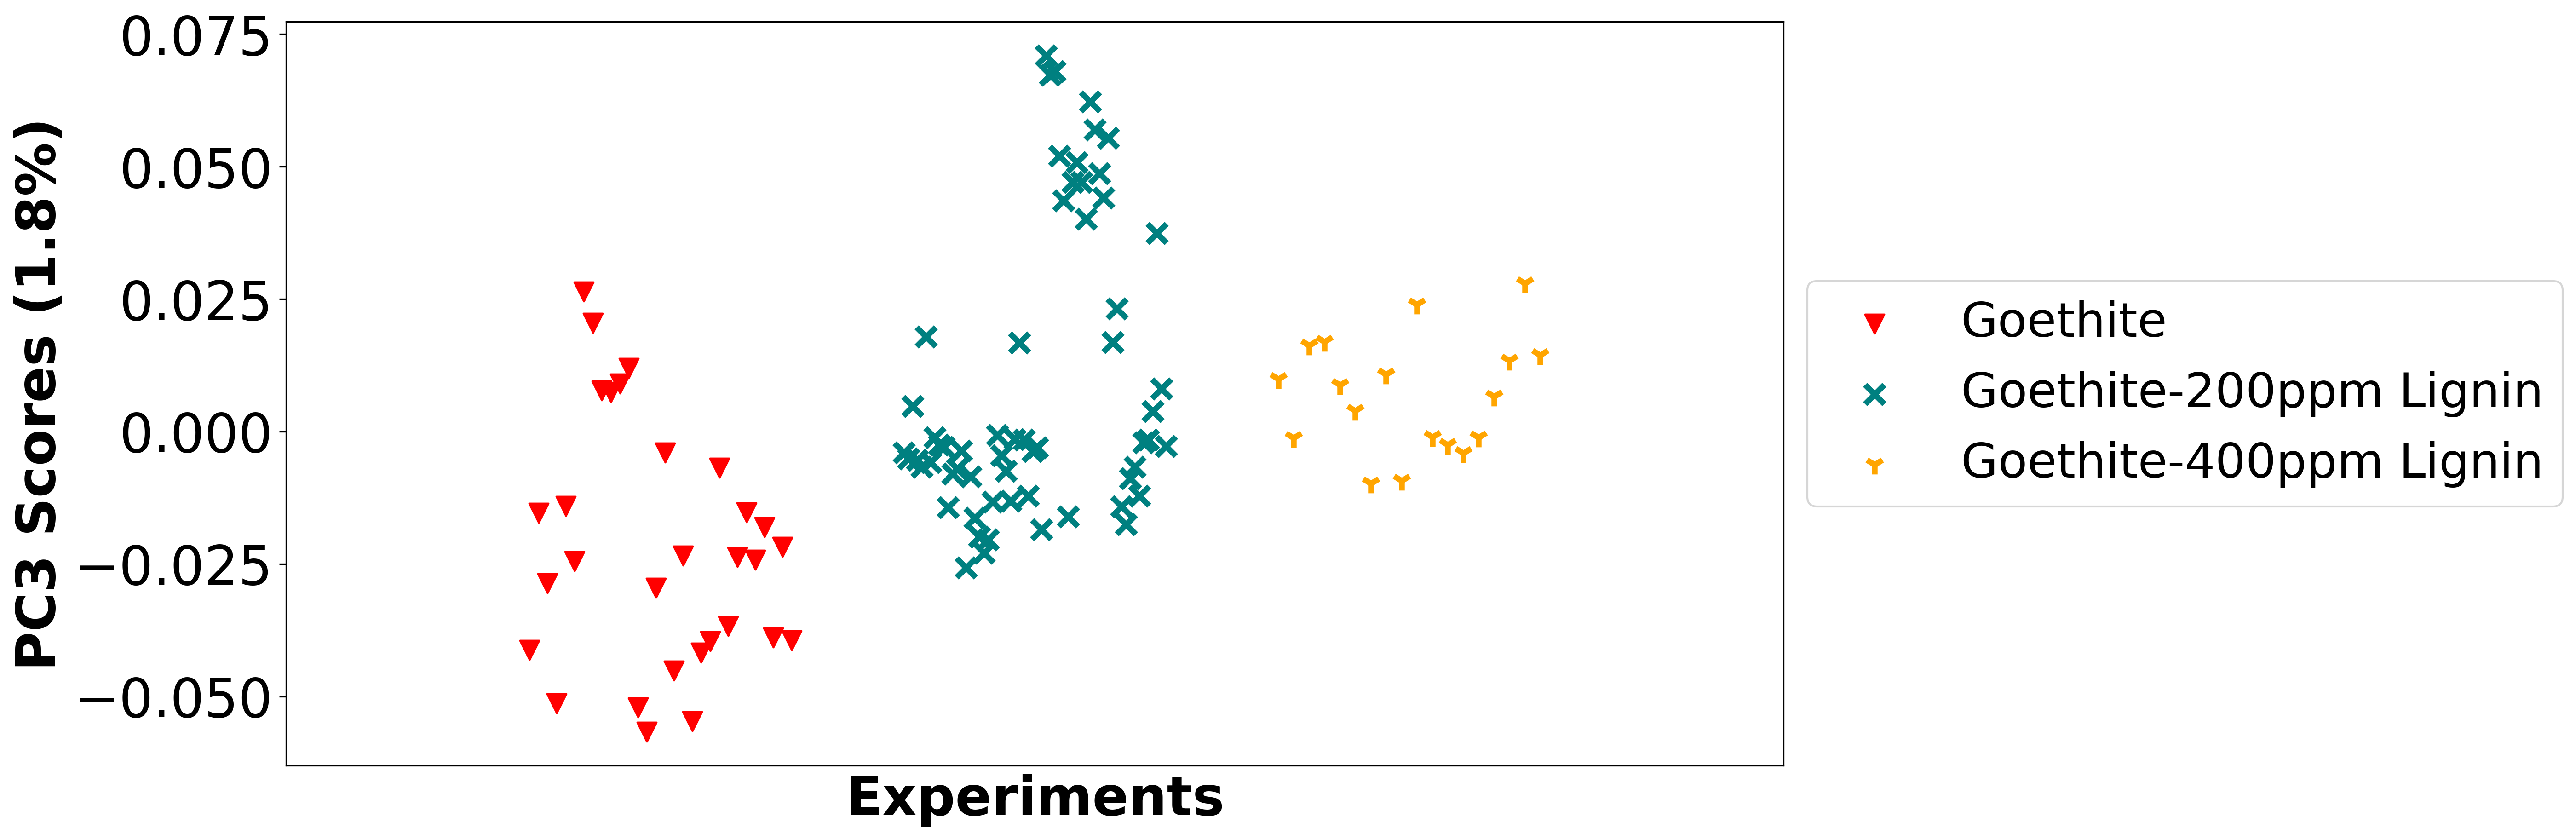 0.075
0.050
0.025
0.000
−0.025
−0.050
PC3 Scores (1.8%)
Experiments
Goethite
Goethite-200ppm Lignin
Goethite-400ppm Lignin